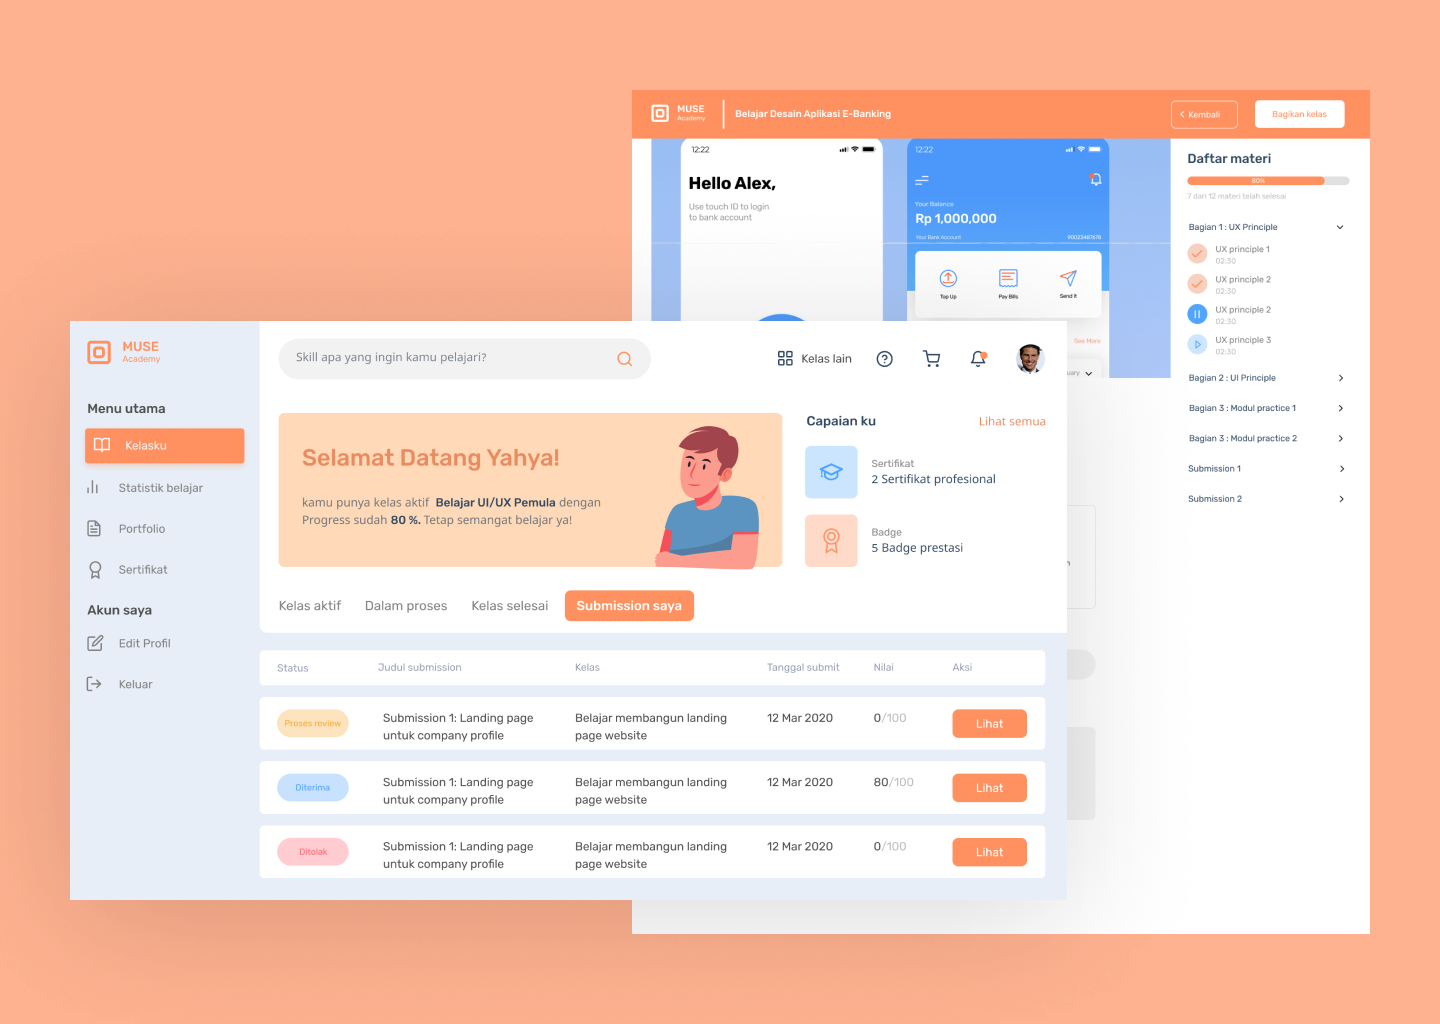 MUSE
Academy
Belajar Desain Aplikasi E-Banking
Kembali
Bagikan kelas
12:22
Hello Alex,
Use touch ID to login
to bank account
12:22
Your Balance
Rp 1,000,000
Your Bank Account
90023487678
Top Up
Pay Bills
Send It
See More
Daftar materi
80%
7 dari 12 materi telah selesai
Bagian 1 : UX Principle
UX principle 1
02:30
UX principle 2
02:30
UX principle 2
02:30
UX principle 3
02:30
Bagian 2 : UI Principle
Bagian 3 : Modul practice 1
Bagian 3 : Modul practice 2
Submission 1
Submission 2
MUSE
Academy
Menu utama
Kelasku
Statistik belajar
Portfolio
Sertifikat
Akun saya
Edit Profil
Keluar
Skill apa yang ingin kamu pelajari?
Kelas lain
Selamat Datang Yahya!
kamu punya kelas aktif Belajar UI/UX Pemula dengan
Progress sudah 80 %. Tetap semangat belajar ya!
Capaian ku
Lihat semua
Sertifikat
2 Sertifikat profesional
Badge
5 Badge prestasi
Kelas aktif
Dalam proses
Kelas selesai
Submission saya
Status
Judul submission
Kelas
Tanggal submit
Nilai
Aksi
Proses review
Submission 1: Landing page
untuk company profile
Belajar membangun landing
page website
12 Mar 2020
0/100
Lihat
Diterima
Submission 1: Landing page
untuk company profile
Belajar membangun landing
page website
12 Mar 2020
80/100
Lihat
Ditolak
Submission 1: Landing page
untuk company profile
Belajar membangun landing
page website
12 Mar 2020
0/100
Lihat